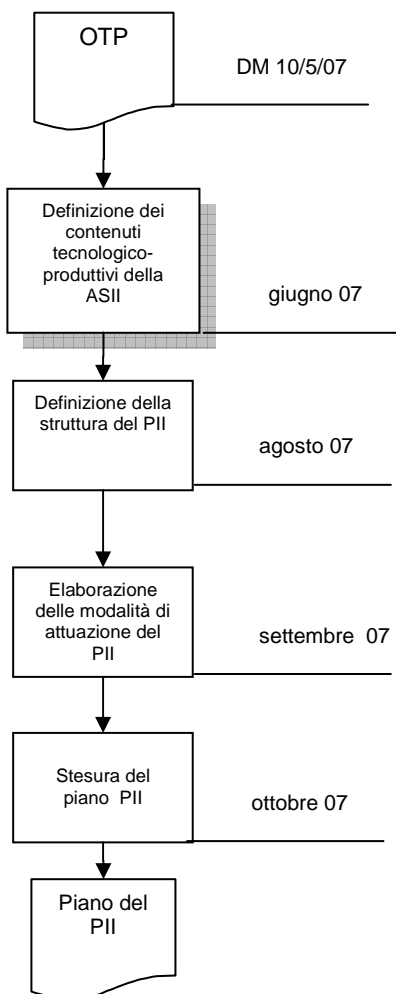 OTP
DM 10/5/07
Definizione dei
contenuti
tecnologico-
produttivi della
ASII
giugno 07
Definizione della
struttura del PII
agosto 07
Elaborazione
delle modalità di
attuazione del
PII
settembre 07
Stesura del
piano PII
ottobre 07
Piano del
PII